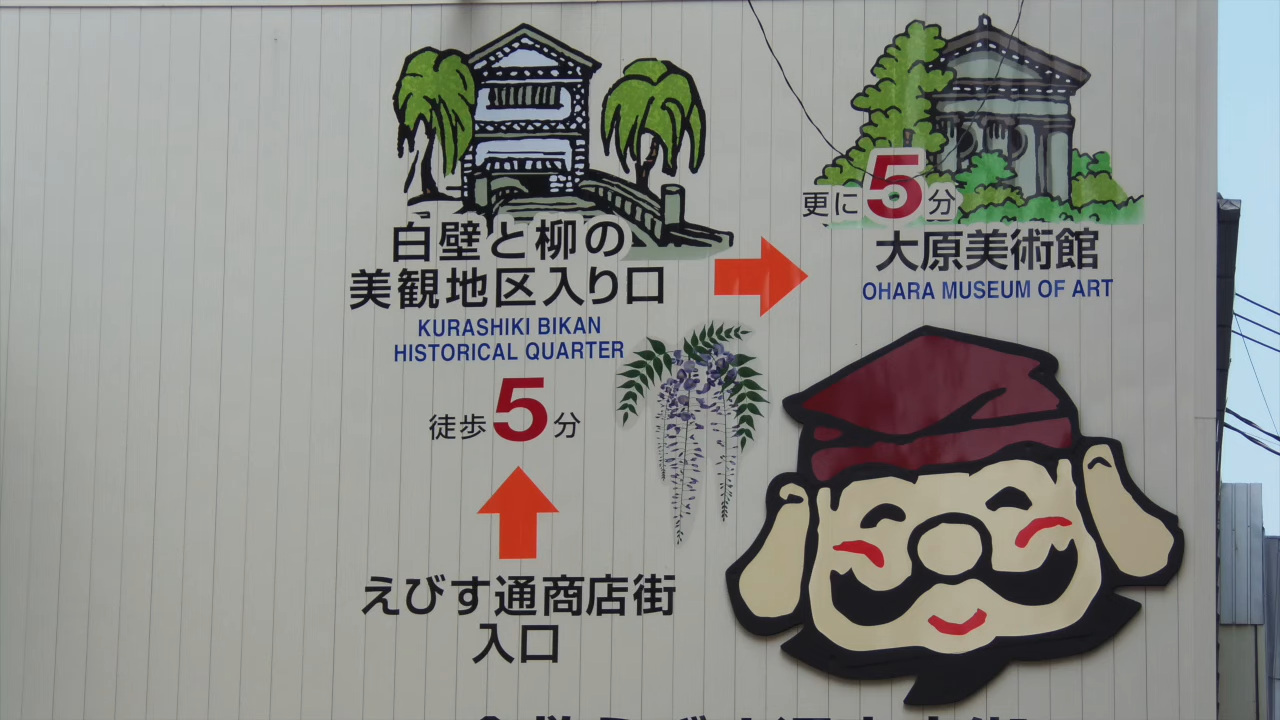 白壁と柳の
美観地区入り口
KURASHIKI BIKAN
HISTORICAL QUARTER
徒歩5分
えびす通商店街
入口
更に5分
大原美術館
OHARA MUSEUM OF ART